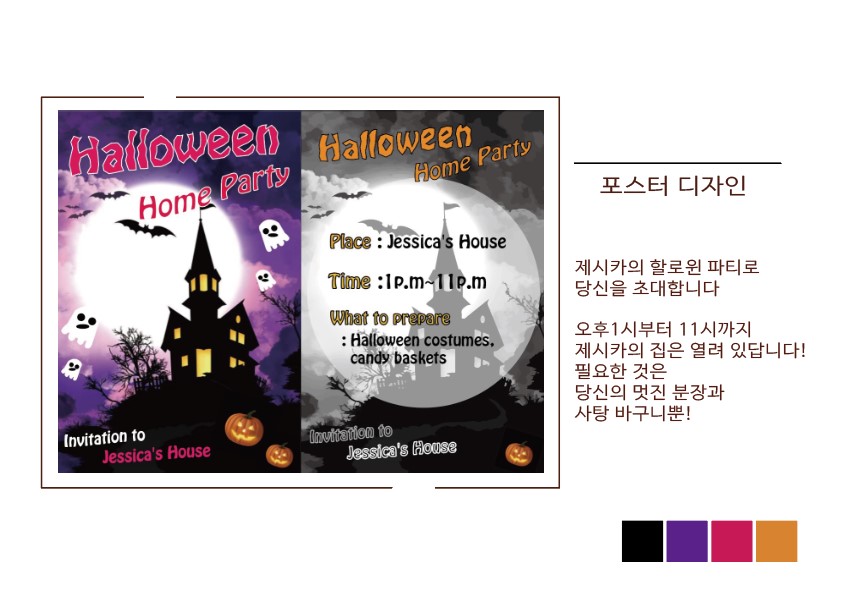 Halloween
Home Party
Invitation to
Jessica's House
Halloween
Home Party
Place : Jessica's House
Time :1p.m~11p.m
What to prepare
: Halloween costumes,
candy baskets
Invitation to
Jessica's House
포스터 디자인
제시카의 할로윈 파티로
당신을 초대합니다
오후1시부터 11시까지
제시카의 집은 열려 있답니다!
필요한 것은
당신의 멋진 분장과
사탕 바구니뿐!